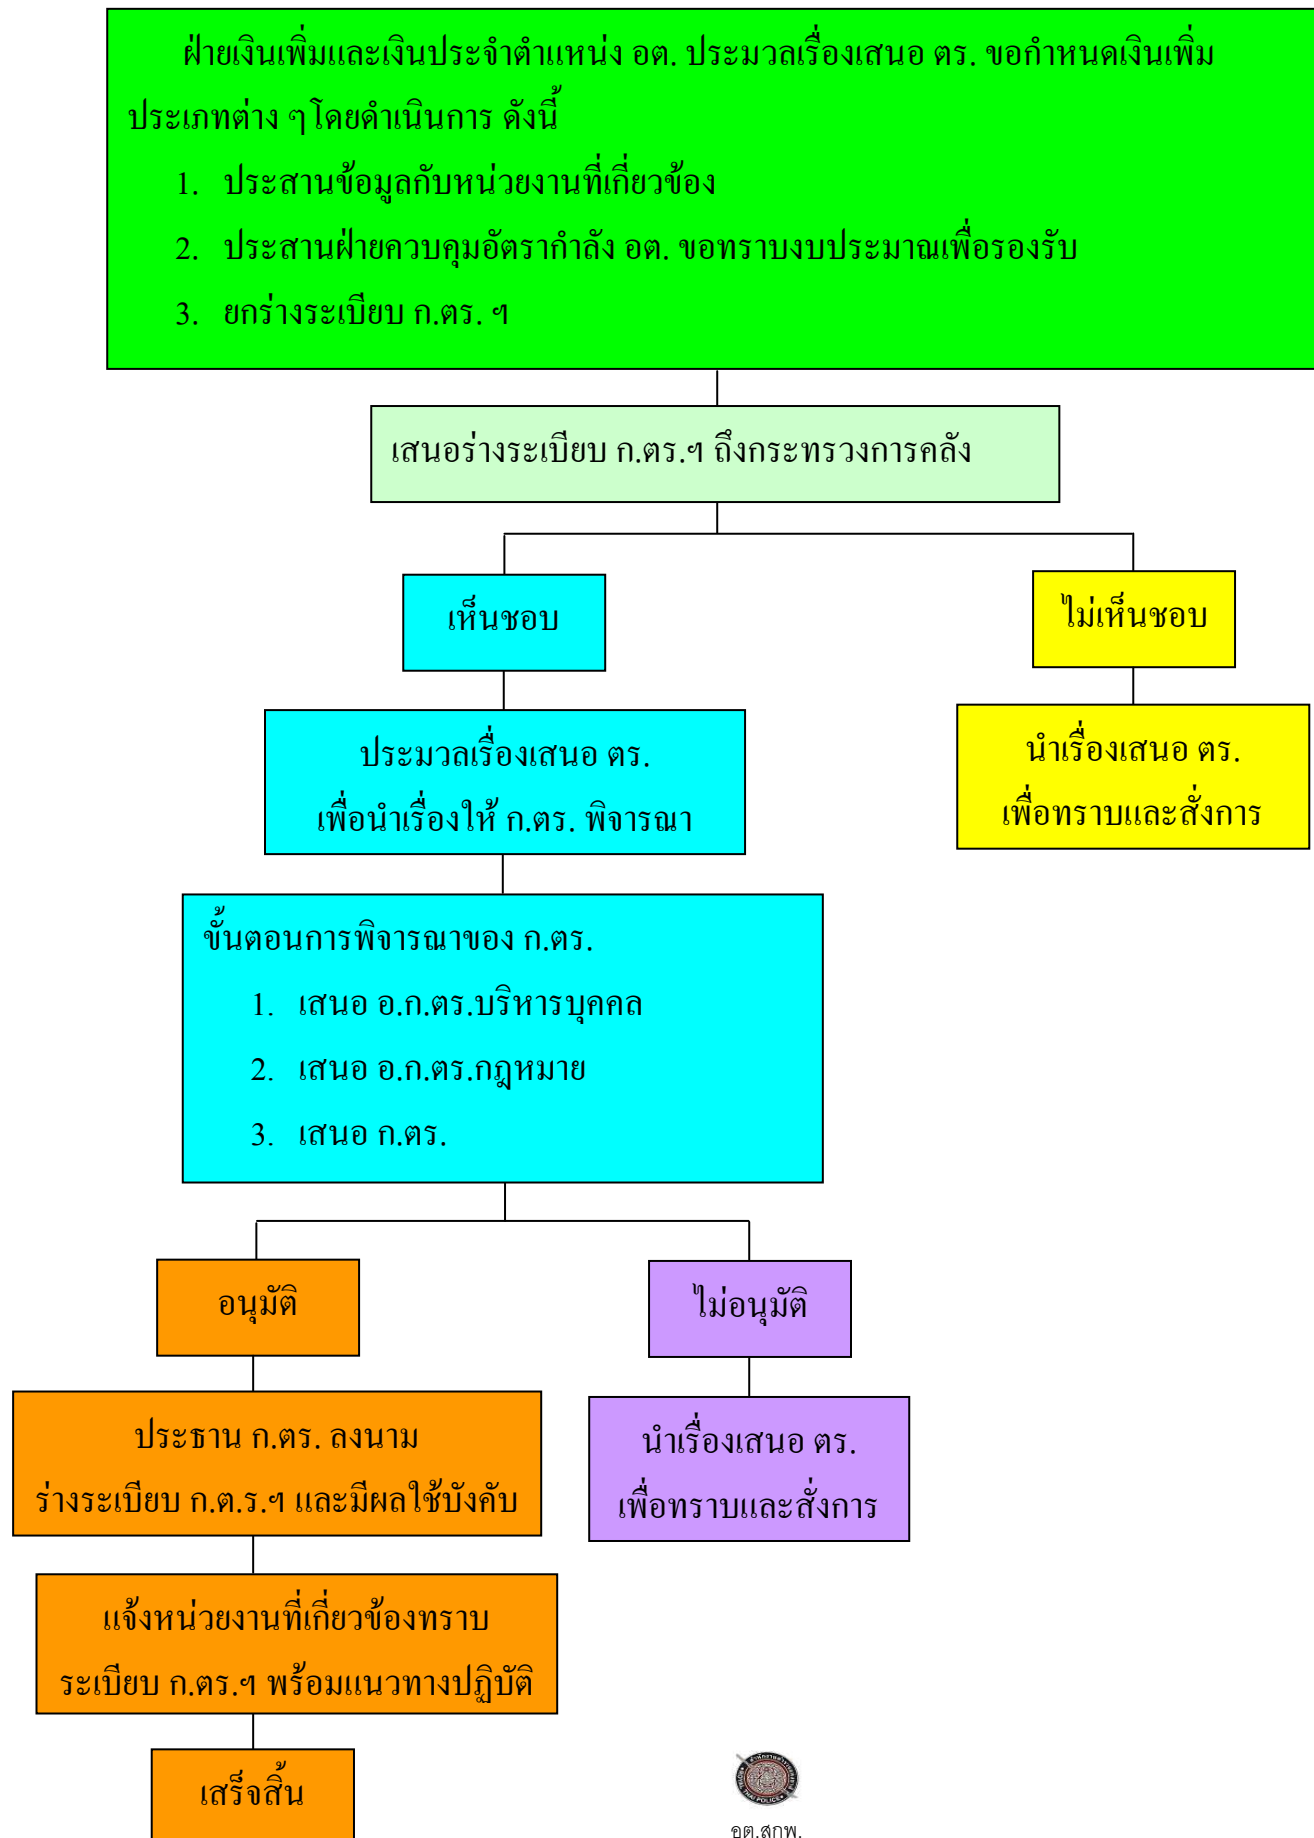 ฝ่ายเงินเพิ่มและเงินประจำตำแหน่ง อต. ประมวลเรื่องเสนอ ตร. ขอกำหนดเงินเพิ่ม
ประเภทต่าง ๆ โดยดำเนินการ ดังนี้
1. ประสานข้อมูลกับหน่วยงานที่เกี่ยวข้อง
2. ประสานฝ่ายควบคุมอัตรากำลัง อต. ขอทราบงบประมาณเพื่อรองรับ
3. ยกร่างระเบียบ ก.ตร. ฯ
เสนอร่างระเบียบ ก.ตร.ฯ ถึงกระทรวงการคลัง
เห็นชอบ
ไม่เห็นชอบ
ประมวลเรื่องเสนอ ตร.
เพื่อนำเรื่องให้ ก.ตร. พิจารณา
นำเรื่องเสนอ ตร.
เพื่อทราบและสั่งการ
ขั้นตอนการพิจารณาของ ก.ตร.
1. เสนอ อ.ก.ตร.บริหารบุคคล
2. เสนอ อ.ก.ตร.กฎหมาย
3. เสนอ ก.ตร.
อนุมัติ
ไม่อนุมัติ
ประธาน ก.ตร. ลงนาม
ร่างระเบียบ ก.ต.ร.ฯ และมีผลใช้บังคับ
นำเรื่องเสนอ ตร.
เพื่อทราบและสั่งการ
แจ้งหน่วยงานที่เกี่ยวข้องทราบ
ระเบียบ ก.ตร.ฯ พร้อมแนวทางปฏิบัติ
เสร็จสิ้น
อต.สกพ.